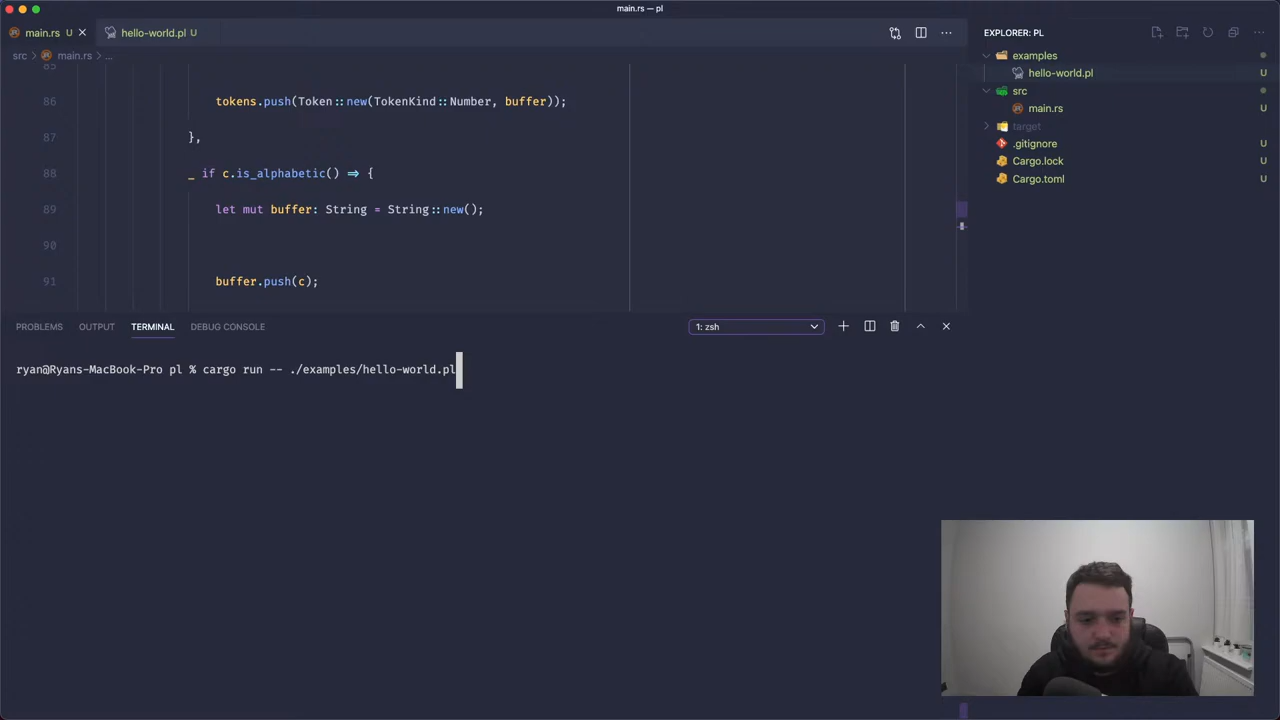 main.rs — pl
main.rs U
hello-world.pl U
EXPLORER: PL
src > main.rs > ...
examples
hello-world.pl U
src
main.rs U
target
.gitignore U
Cargo.lock U
Cargo.toml U
85
86 tokens.push(Token::new(TokenKind::Number, buffer));
87 },
88 _ if c.is_alphabetic() => {
89 let mut buffer: String = String::new();
90
91 buffer.push(c);
PROBLEMS OUTPUT TERMINAL DEBUG CONSOLE 1: zsh
ryan@Ryans-MacBook-Pro pl % cargo run -- ./examples/hello-world.pl